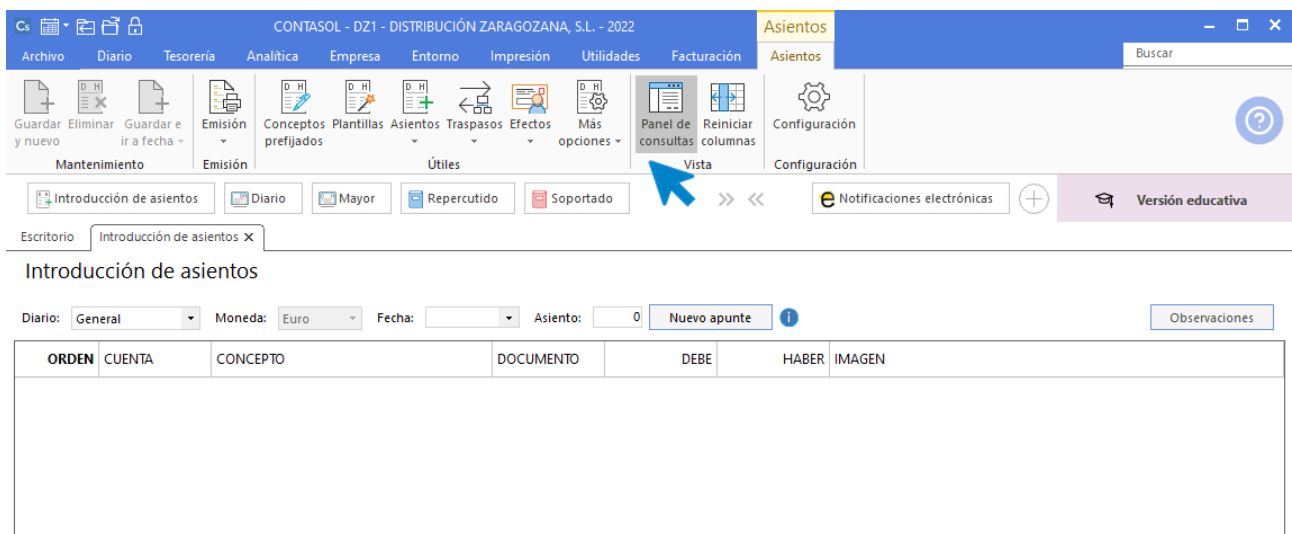 Cs CONTASOL - DZ1 - DISTRIBUCIÓN ZARAGOZANA, S.L. - 2022 Asientos
Archivo Diario Tesorería Analítica Empresa Entorno Impresión Utilidades Facturación Asientos Buscar
D H D H D H D H D H
Guardar Eliminar Guardar e Emisión Conceptos Plantillas Asientos Traspasos Efectos Más Panel de Reiniciar Configuración
y nuevo ir a fecha prefijados opciones consultas columnas
Mantenimiento Emisión Útiles Vista Configuración
Introducción de asientos Diario Mayor Repercutido Soportado e Notificaciones electrónicas Versión educativa
Escritorio Introducción de asientos X
Introducción de asientos
Diario: General Moneda: Euro Fecha: Asiento: 0 Nuevo apunte i Observaciones
ORDEN CUENTA CONCEPTO DOCUMENTO DEBE HABER IMAGEN